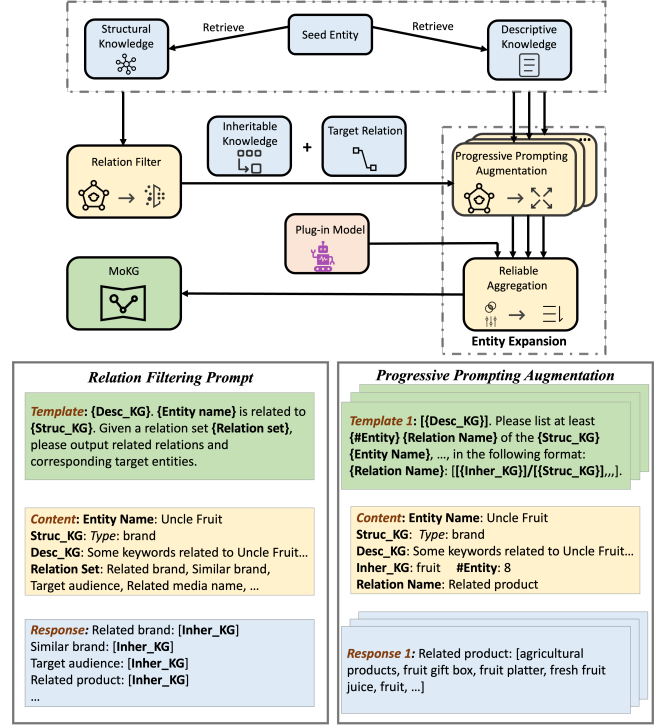 Structural
Knowledge
Retrieve
Seed Entity
Retrieve
Descriptive
Knowledge
Relation Filter
Inheritable
Knowledge
+
Target Relation
...
Progressive Prompting
Augmentation
Plug-in Model
MoKG
Reliable
Aggregation
Entity Expansion
Relation Filtering Prompt
Template: {Desc_KG}. {Entity name} is related to
{Struc_KG}. Given a relation set {Relation set},
please output related relations and
corresponding target entities.
Content: Entity Name: Uncle Fruit
Struc_KG: Type: brand
Desc_KG: Some keywords related to Uncle Fruit…
Relation Set: Related brand, Similar brand,
Target audience, Related media name, …
Response: Related brand: [Inher_KG]
Similar brand: [Inher_KG]
Target audience: [Inher_KG]
Related product: [Inher_KG]
…
Progressive Prompting Augmentation
Template 1: [{Desc_KG}]. Please list at least
{#Entity} {Relation Name} of the {Struc_KG}
{Entity Name}, …, in the following format:
{Relation Name}: [[{Inher_KG}]/[{Struc_KG}],,,].
Content: Entity Name: Uncle Fruit
Struc_KG: Type: brand
Desc_KG: Some keywords related to Uncle Fruit…
Inher_KG: fruit #Entity: 8
Relation Name: Related product
Response 1: Related product: [agricultural
products, fruit gift box, fruit platter, fresh fruit
juice, fruit, …]